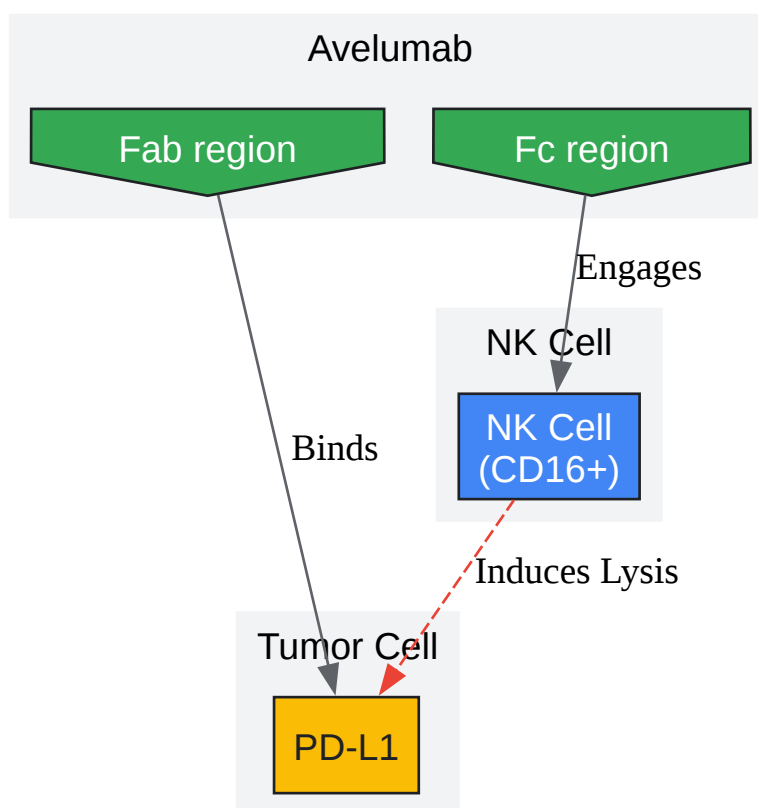 Avelumab
Fab region
Fc region
Engages
NK Cell
NK Cell
(CD16+)
Binds
Induces Lysis
Tumor Cell
PD-L1